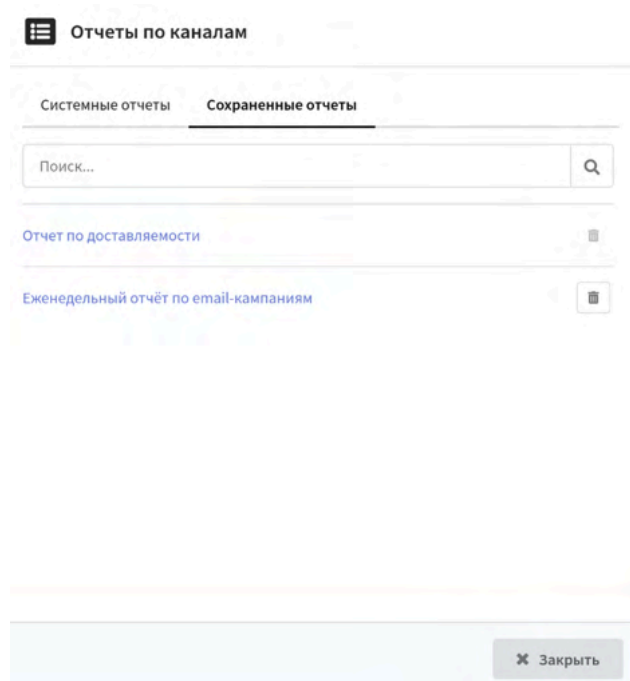 Отчеты по каналам
Системные отчеты Сохраненные отчеты
Поиск...
Отчет по доставляемости
Еженедельный отчёт по email-кампаниям
Закрыть